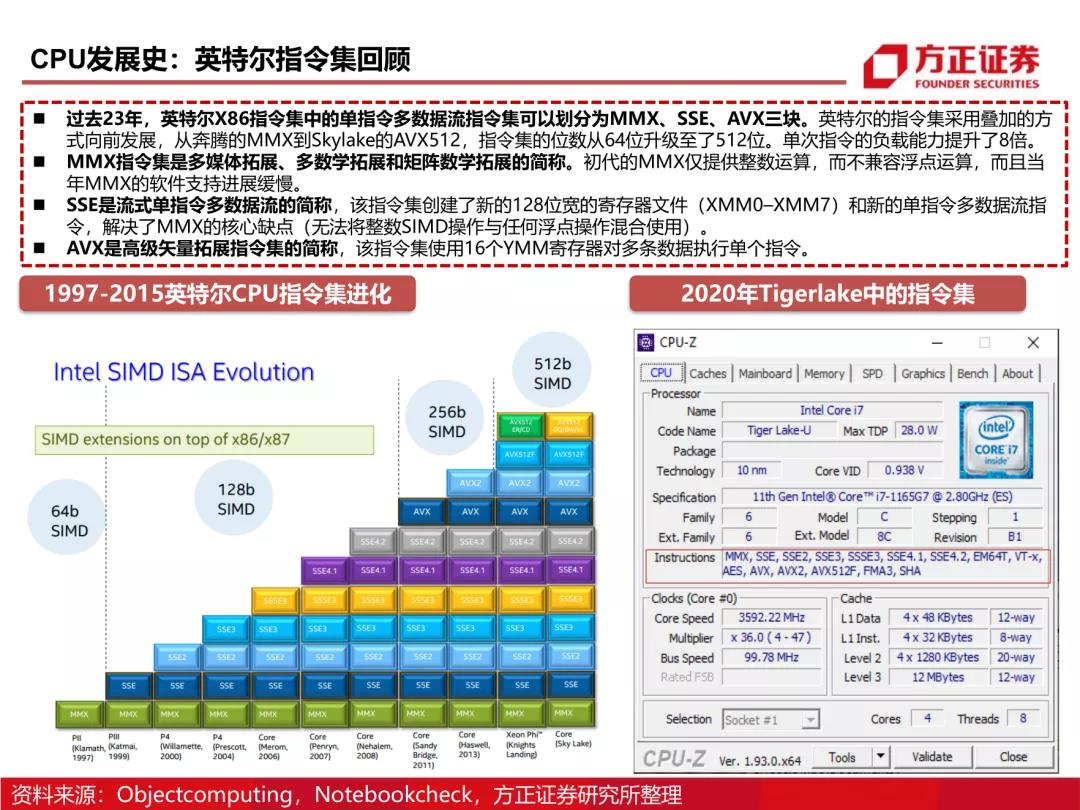 CPU发展史：英特尔指令集回顾
方正证券
FOUNDER SECURITIES
■ 过去23年，英特尔X86指令集中的单指令多数据流指令集可以划分为MMX、SSE、AVX三块。英特尔的指令集采用叠加的方
式向前发展，从奔腾的MMX到Skylake的AVX512，指令集的位数从64位升级至了512位。单次指令的负载能力提升了8倍。
■ MMX指令集是多媒体拓展、多数学拓展和矩阵数学拓展的简称。初代的MMX仅提供整数运算，而不兼容浮点运算，而且当
年MMX的软件支持进展缓慢。
■ SSE是流式单指令多数据流的简称，该指令集创建了新的128位宽的寄存器文件（XMM0–XMM7）和新的单指令多数据流指
令，解决了MMX的核心缺点（无法将整数SIMD操作与任何浮点操作混合使用）。
■ AVX是高级矢量拓展指令集的简称，该指令集使用16个YMM寄存器对多条数据执行单个指令。
1997-2015英特尔CPU指令集进化
Intel SIMD ISA Evolution
SIMD extensions on top of x86/x87
64b
SIMD
128b
SIMD
256b
SIMD
512b
SIMD
AVX512 ER/CD
AVX512F AVX512F
AVX2 AVX2 AVX2
AVX AVX AVX AVX
SSE4.2 SSE4.2 SSE4.2 SSE4.2 SSE4.2
SSE4.1 SSE4.1 SSE4.1 SSE4.1 SSE4.1 SSE4.1
SSSE3 SSSE3 SSSE3 SSSE3 SSSE3 SSSE3 SSSE3
SSE3 SSE3 SSE3 SSE3 SSE3 SSE3 SSE3 SSE3
SSE2 SSE2 SSE2 SSE2 SSE2 SSE2 SSE2 SSE2 SSE2
SSE SSE SSE SSE SSE SSE SSE SSE SSE SSE
MMX MMX MMX MMX MMX MMX MMX MMX MMX MMX MMX
PII
(Klamath,
1997)
PIII
(Katmai,
1999)
P4
(Willamette,
2000)
P4
(Prescott,
2004)
Core
(Merom,
2006)
Core
(Penryn,
2007)
Core
(Nehalem,
2008)
Core
(Sandy
Bridge,
2011)
Core
(Haswell,
2013)
Xeon Phi™
(Knights
Landing)
Core
(Sky Lake)
2020年Tigerlake中的指令集
CPU-Z
CPU Caches Mainboard Memory SPD Graphics Bench About
Processor
Name Intel Core i7
Code Name Tiger Lake-U Max TDP 28.0 W
Package
Technology 10 nm Core VID 0.938 V
intel
CORE i7
inside
Specification 11th Gen Intel® Core™ i7-1165G7 @ 2.80GHz (ES)
Family 6 Model C Stepping 1
Ext. Family 6 Ext. Model 8C Revision B1
Instructions MMX, SSE, SSE2, SSE3, SSSE3, SSE4.1, SSE4.2, EM64T, VT-x,
AES, AVX, AVX2, AVX512F, FMA3, SHA
Clocks (Core #0)
Core Speed 3592.22 MHz
Multiplier x 36.0 ( 4 - 47 )
Bus Speed 99.78 MHz
Rated FSB
Cache
L1 Data 4 x 48 KBytes 12-way
L1 Inst. 4 x 32 KBytes 8-way
Level 2 4 x 1280 KBytes 20-way
Level 3 12 MBytes 12-way
Selection Socket #1 Cores 4 Threads 8
CPU-Z Ver. 1.93.0.x64 Tools Validate Close
资料来源：Objectcomputing，Notebookcheck，方正证券研究所整理